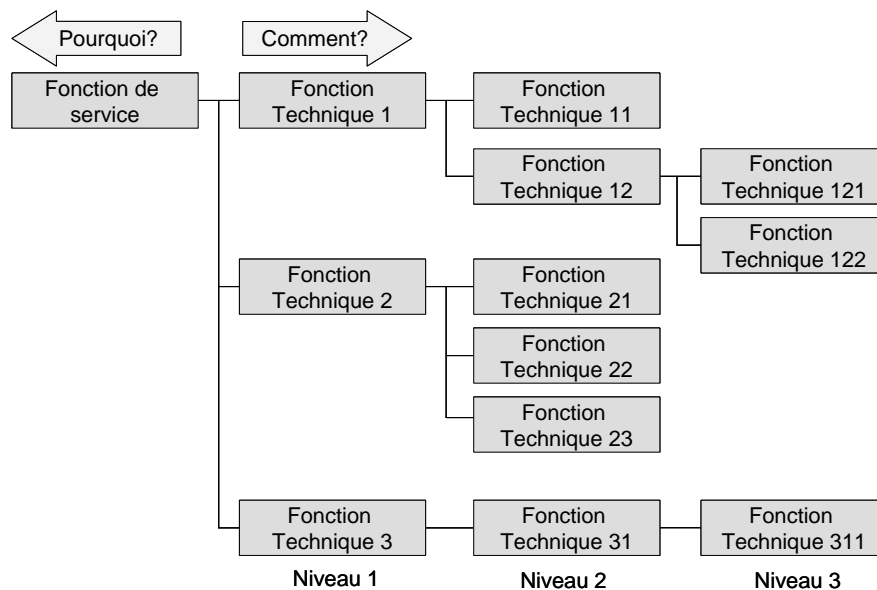 Pourquoi?
Comment?
Fonction de
service
Fonction
Technique 1
Fonction
Technique 11
Fonction
Technique 12
Fonction
Technique 121
Fonction
Technique 122
Fonction
Technique 2
Fonction
Technique 21
Fonction
Technique 22
Fonction
Technique 23
Fonction
Technique 3
Fonction
Technique 31
Fonction
Technique 311
Niveau 1
Niveau 2
Niveau 3